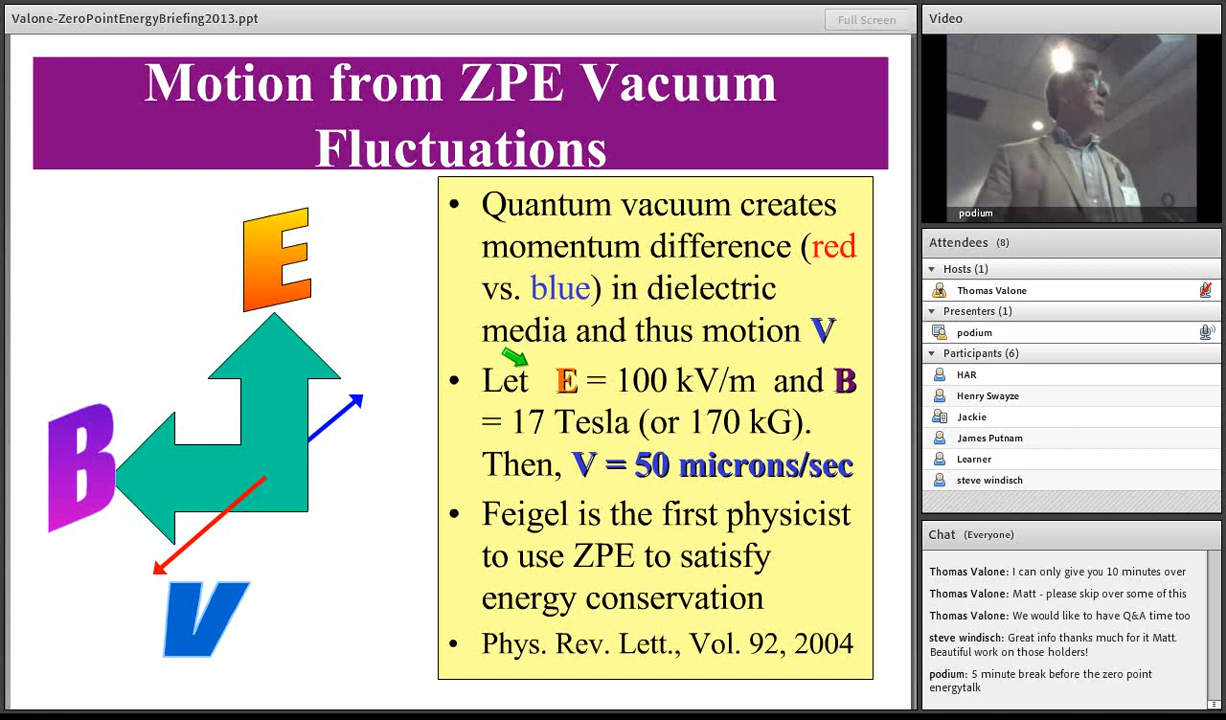 Valone-ZeroPointEnergyBriefing2013.ppt
Full Screen
Motion from ZPE Vacuum
Fluctuations
E
B
V
• Quantum vacuum creates
momentum difference (red
vs. blue) in dielectric
media and thus motion V
• Let E = 100 kV/m and B
= 17 Tesla (or 170 kG).
Then, V = 50 microns/sec
• Feigel is the first physicist
to use ZPE to satisfy
energy conservation
• Phys. Rev. Lett., Vol. 92, 2004
Video
podium
Attendees (8)
Hosts (1)
Thomas Valone
Presenters (1)
podium
Participants (6)
HAR
Henry Swayze
Jackie
James Putnam
Learner
steve windisch
Chat (Everyone)
Thomas Valone: I can only give you 10 minutes over
Thomas Valone: Matt - please skip over some of this
Thomas Valone: We would like to have Q&A time too
steve windisch: Great info thanks much for it Matt.
Beautiful work on those holders!
podium: 5 minute break before the zero point
energytalk